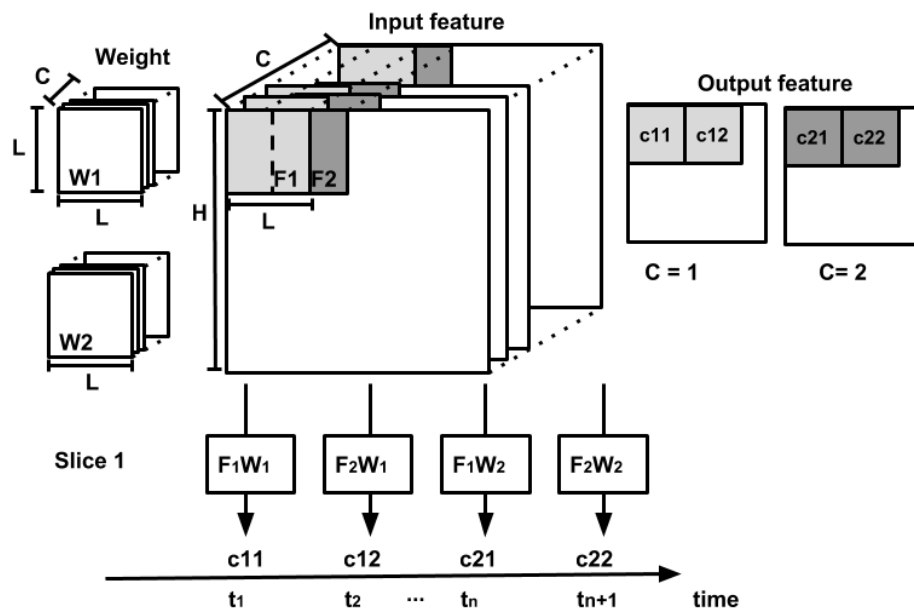 Input feature
Weight
C
C
L
W1
L
W2
L
H
F1 F2
L
Output feature
c11 c12 c21 c22
C = 1 C= 2
Slice 1
F1W1 F2W1 F1W2 F2W2
c11 c12 c21 c22
t1 t2 ... tn tn+1 time